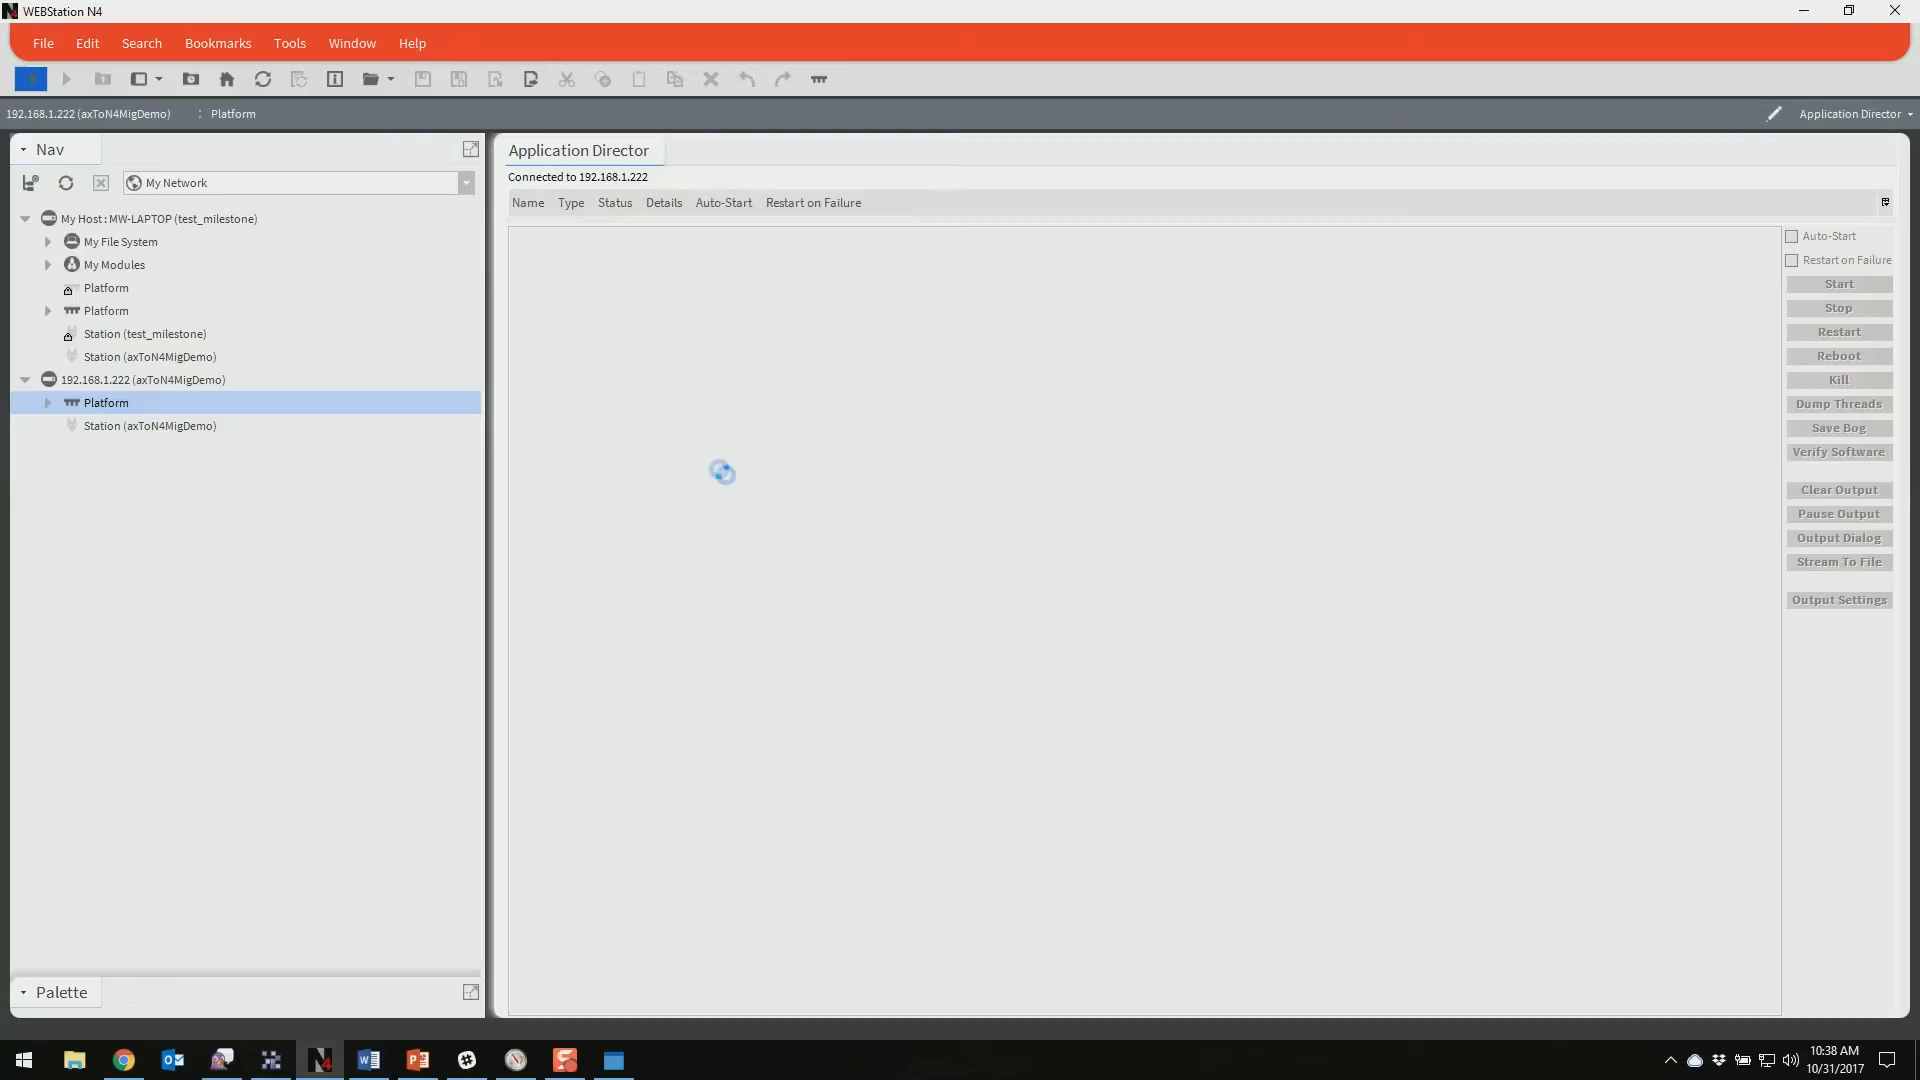 WEBStation N4
File Edit Search Bookmarks Tools Window Help
192.168.1.222 (axToN4MigDemo) : Platform
Application Director
Nav
My Network
My Host : MW-LAPTOP (test_milestone)
My File System
My Modules
Platform
Platform
Station (test_milestone)
Station (axToN4MigDemo)
192.168.1.222 (axToN4MigDemo)
Platform
Station (axToN4MigDemo)
Palette
Application Director
Connected to 192.168.1.222
Name Type Status Details Auto-Start Restart on Failure
Auto-Start
Restart on Failure
Start
Stop
Restart
Reboot
Kill
Dump Threads
Save Bog
Verify Software
Clear Output
Pause Output
Output Dialog
Stream To File
Output Settings
10:38 AM
10/31/2017